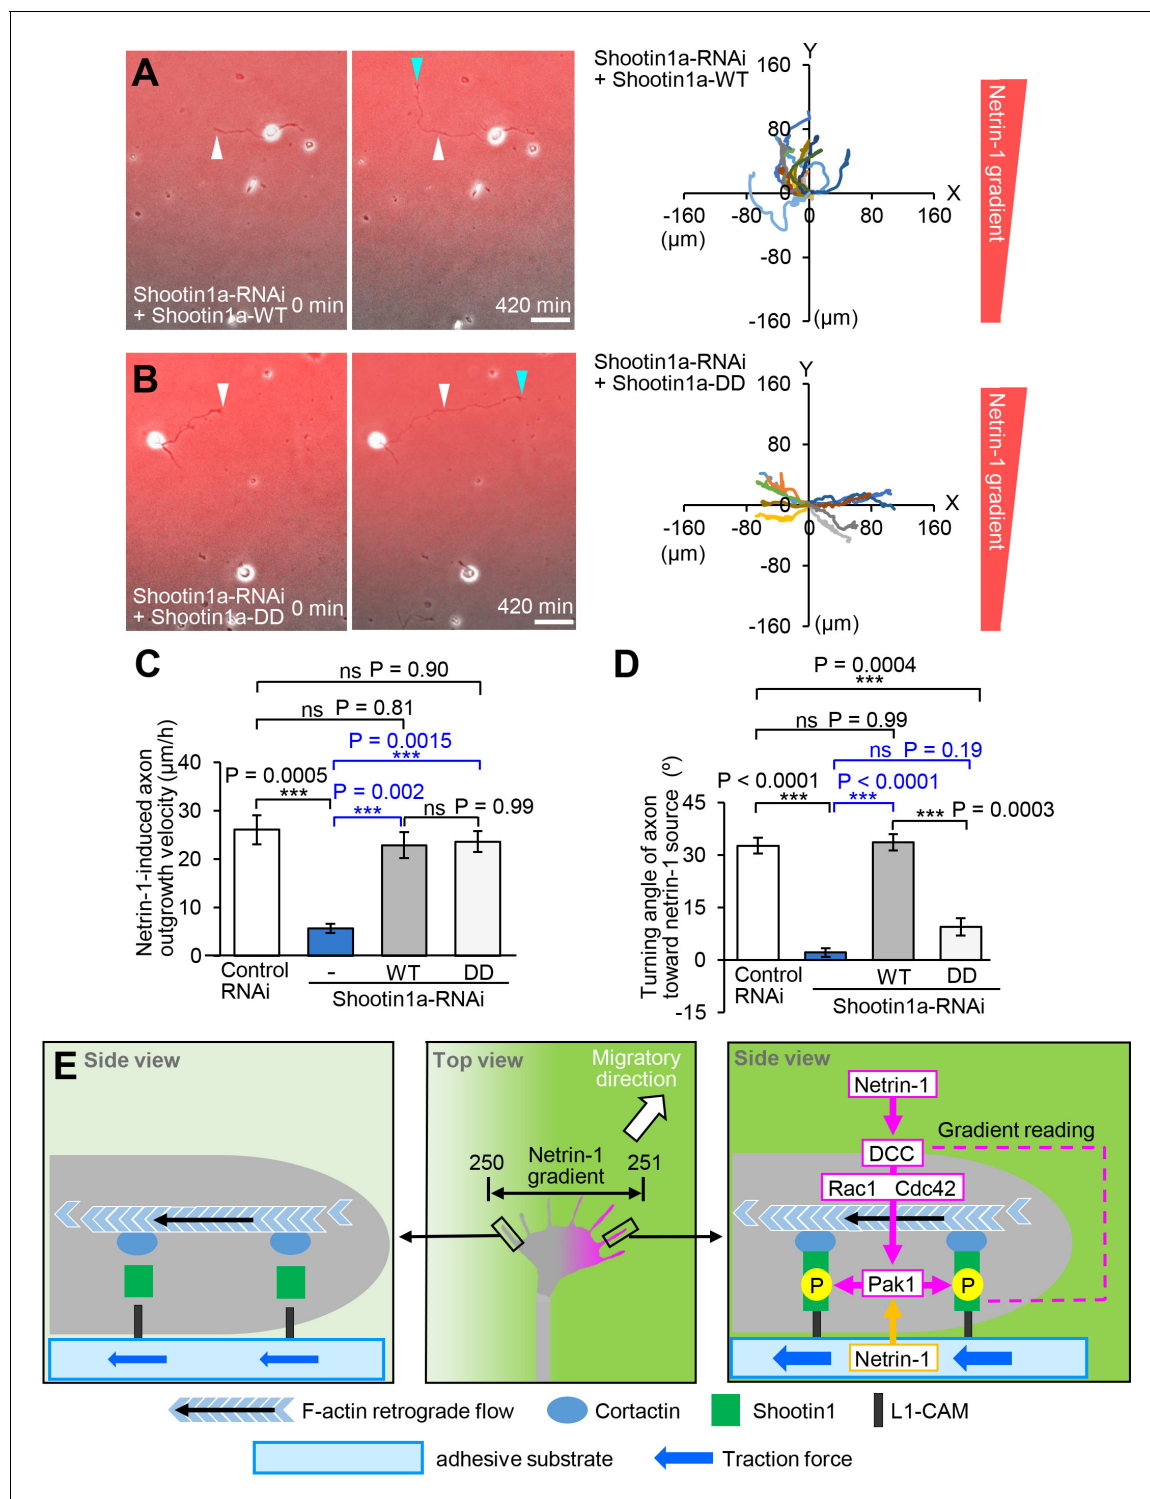 A
Shootin1a-RNAi
+ Shootin1a-WT
0 min
420 min
Shootin1a-RNAi
+ Shootin1a-WT
Y
160
80
0
X
-160
-80
0
80
160
(μm)
-80
-160
(μm)
Netrin-1 gradient
B
Shootin1a-RNAi
+ Shootin1a-DD
0 min
420 min
Shootin1a-RNAi
+ Shootin1a-DD
Y
160
80
0
X
-160
-80
0
80
160
(μm)
-80
-160
(μm)
Netrin-1 gradient
C
ns P = 0.90
ns P = 0.81
P = 0.0015
***
P = 0.0005
***
P = 0.002
***
ns P = 0.99
Netrin-1-induced axon
outgrowth velocity (μm/h)
40
30
20
10
0
Control
RNAi
-
WT
DD
Shootin1a-RNAi
D
P = 0.0004
***
ns P = 0.99
ns P = 0.19
P < 0.0001
***
P < 0.0001
***
*** P = 0.0003
Turning angle of axon
toward netrin-1 source (º)
45
30
15
0
-15
Control
RNAi
WT
DD
Shootin1a-RNAi
E
Side view
Top view
Migratory
direction
250
Netrin-1
gradient
251
Side view
Netrin-1
Gradient reading
DCC
Rac1 Cdc42
P
Pak1
P
Netrin-1
F-actin retrograde flow
Cortactin
Shootin1
L1-CAM
adhesive substrate
Traction force